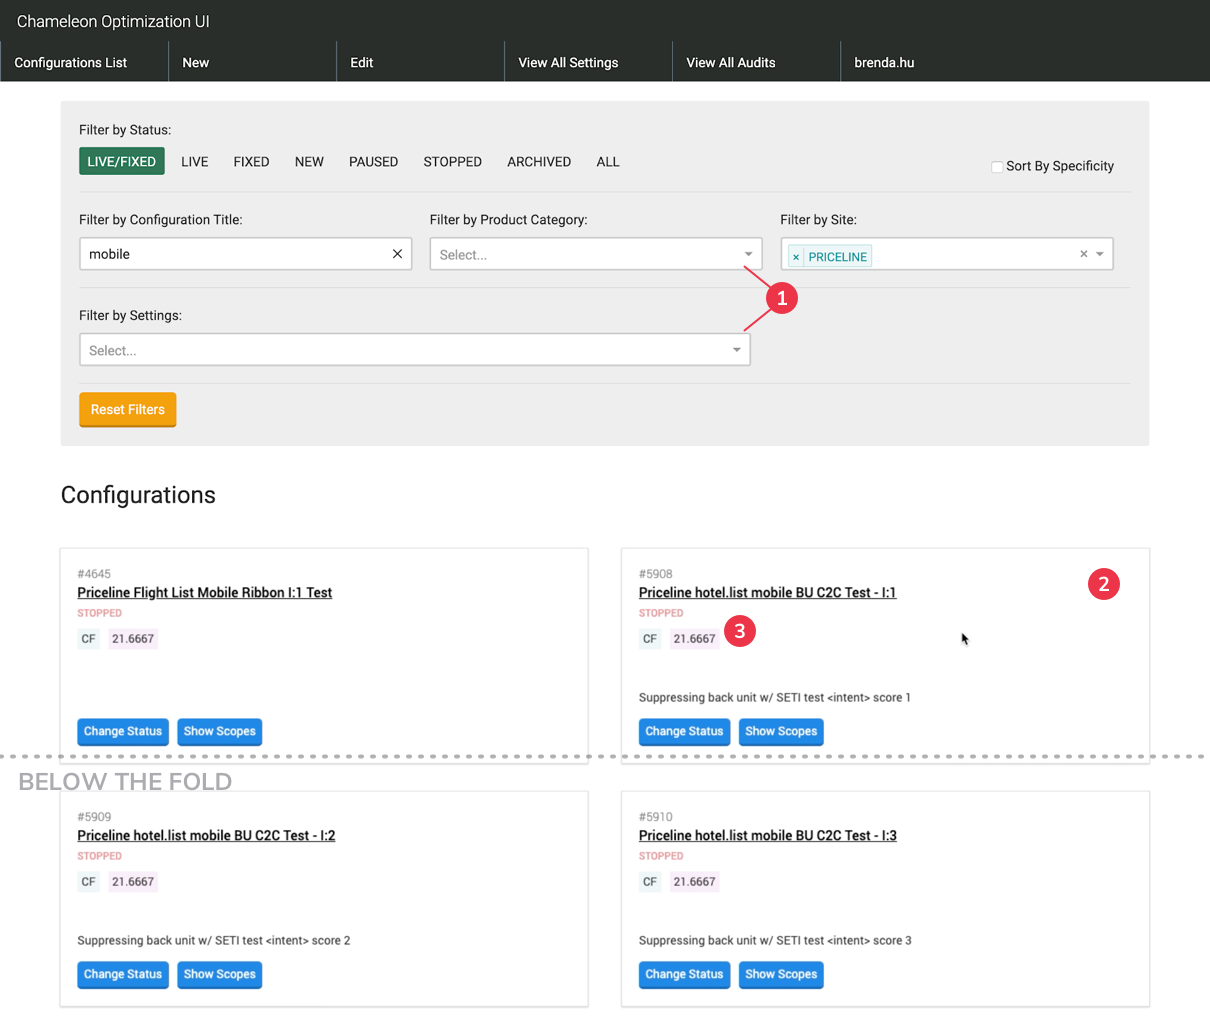 Chameleon Optimization UI
Configurations List New Edit View All Settings View All Audits brenda.hu
Filter by Status:
LIVE/FIXED LIVE FIXED NEW PAUSED STOPPED ARCHIVED ALL
Sort By Specificity
Filter by Configuration Title: Filter by Product Category: Filter by Site:
mobile × Select... × PRICELINE ×
1
Filter by Settings:
Select...
Reset Filters
Configurations
#4645
Priceline Flight List Mobile Ribbon I:1 Test
STOPPED
CF 21.6667
Change Status Show Scopes
#5908
2
Priceline hotel.list mobile BU C2C Test - I:1
STOPPED
CF 21.6667 3
Suppressing back unit w/ SETI test <intent> score 1
Change Status Show Scopes
BELOW THE FOLD
#5909
Priceline hotel.list mobile BU C2C Test - I:2
STOPPED
CF 21.6667
Suppressing back unit w/ SETI test <intent> score 2
Change Status Show Scopes
#5910
Priceline hotel.list mobile BU C2C Test - I:3
STOPPED
CF 21.6667
Suppressing back unit w/ SETI test <intent> score 3
Change Status Show Scopes